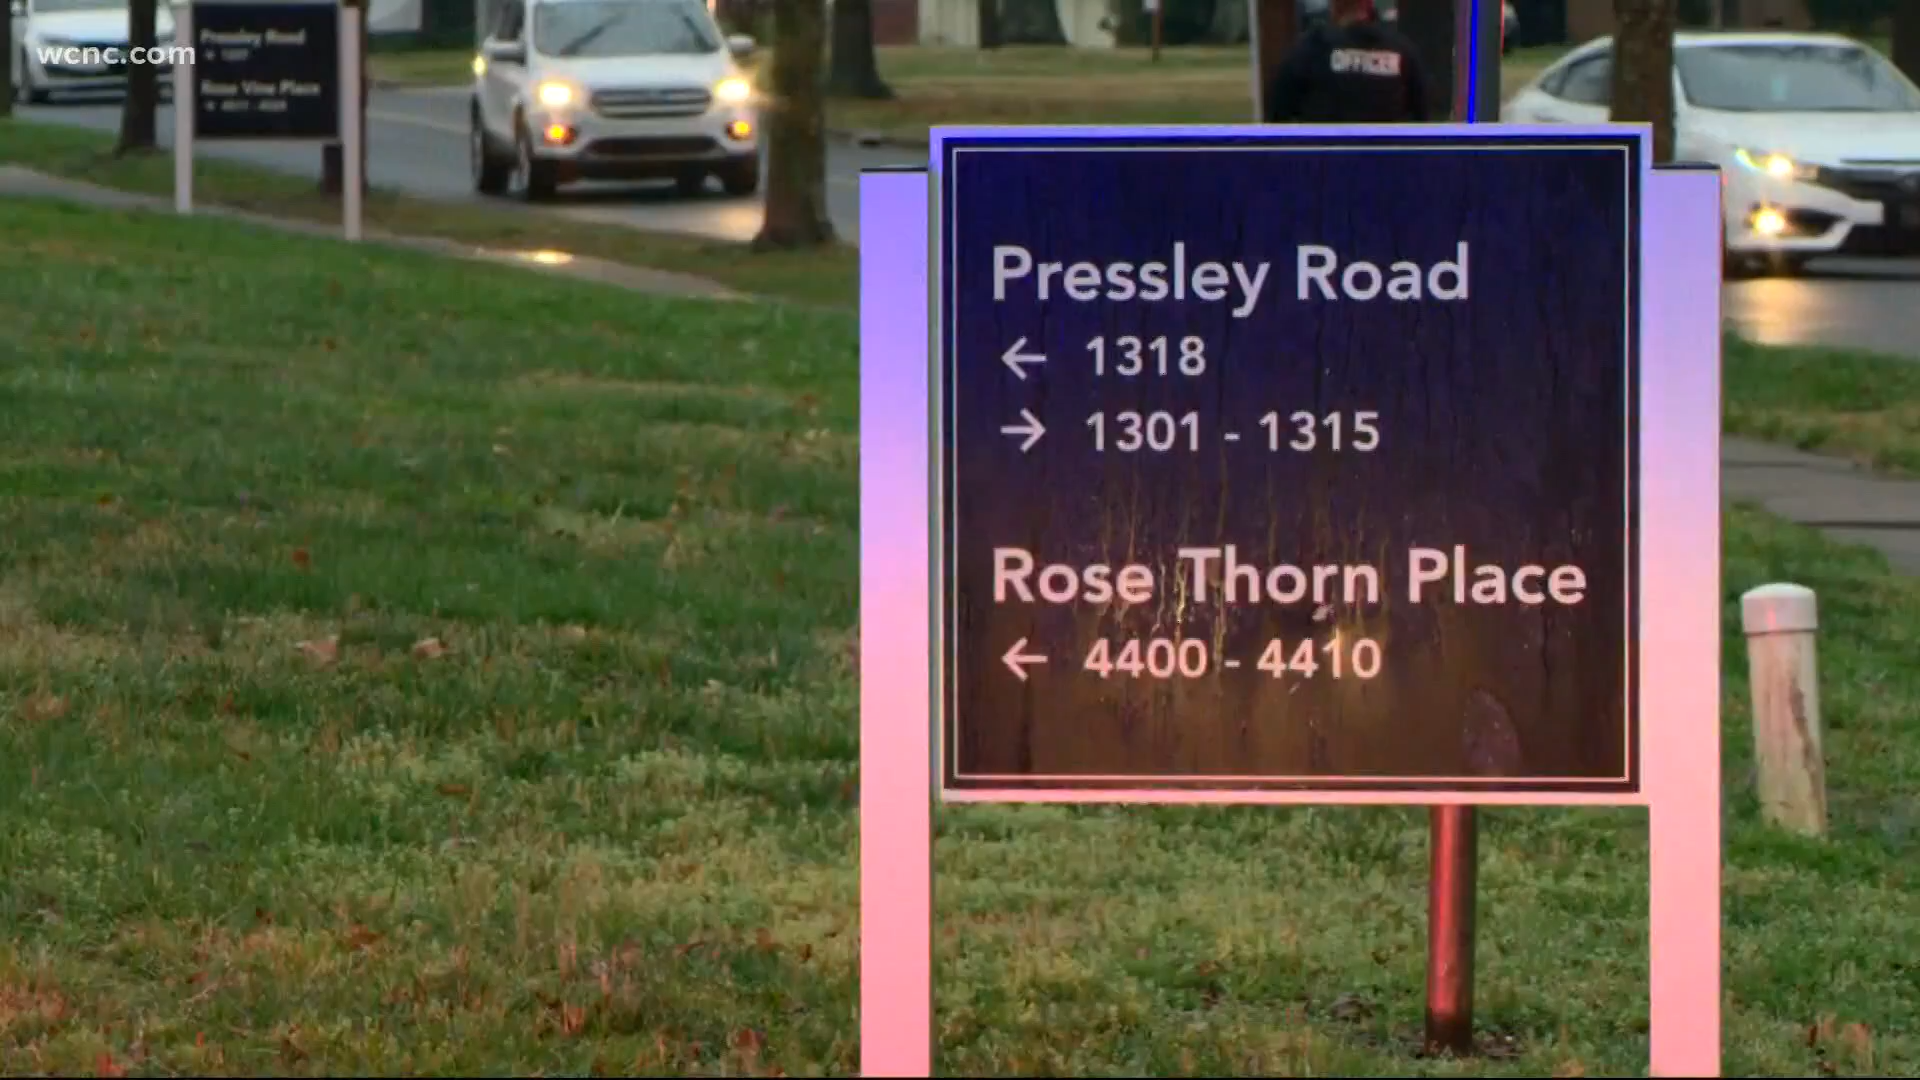 wcnc.com
Pressley Road
Rose Vine Place
OFFICER
Pressley Road
← 1318
→ 1301 - 1315
Rose Thorn Place
← 4400 - 4410